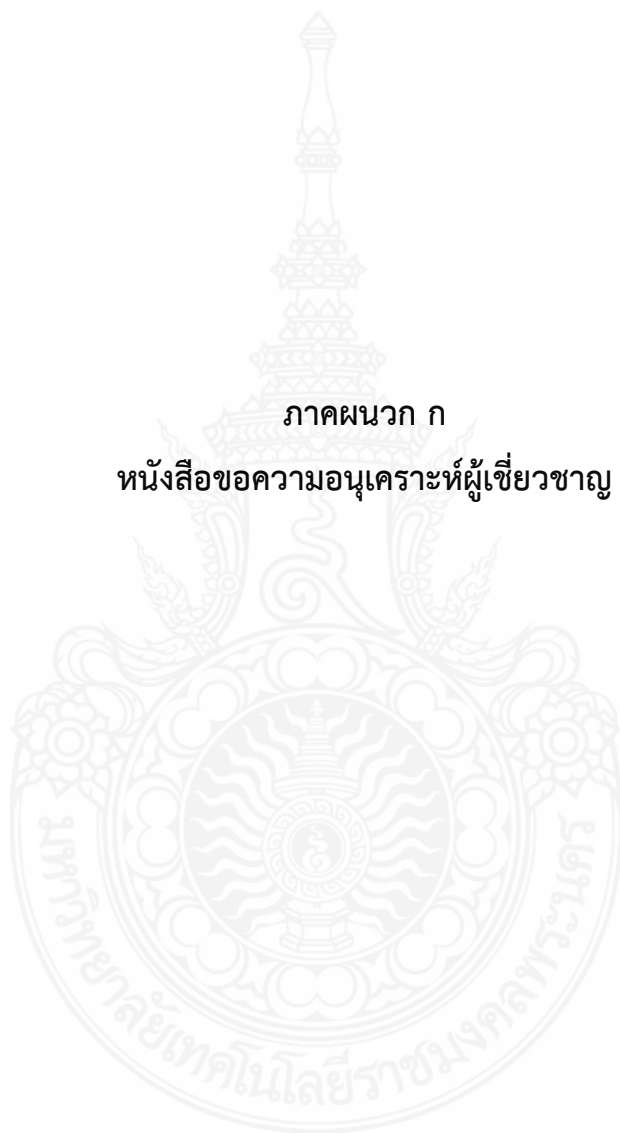 ภาคผนวก ก
หนังสือขอความอนุเคราะห์ผู้เชี่ยวชาญ
มหาวิทยาลัยเทคโนโลยีราชมงคลพระนคร